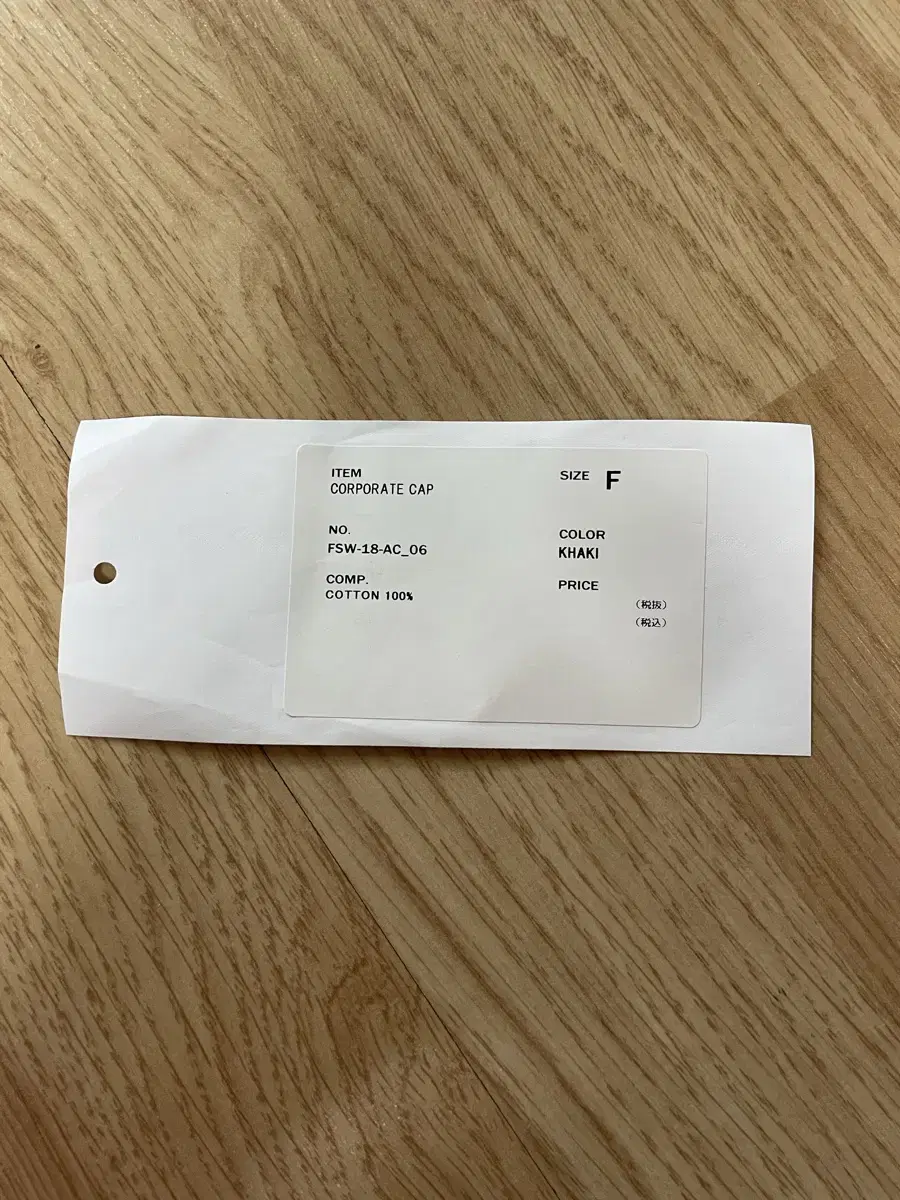 ITEM
CORPORATE CAP
SIZE F
NO.
FSW-18-AC_06
COLOR
KHAKI
COMP.
COTTON 100%
PRICE
(税抜)
(税込)